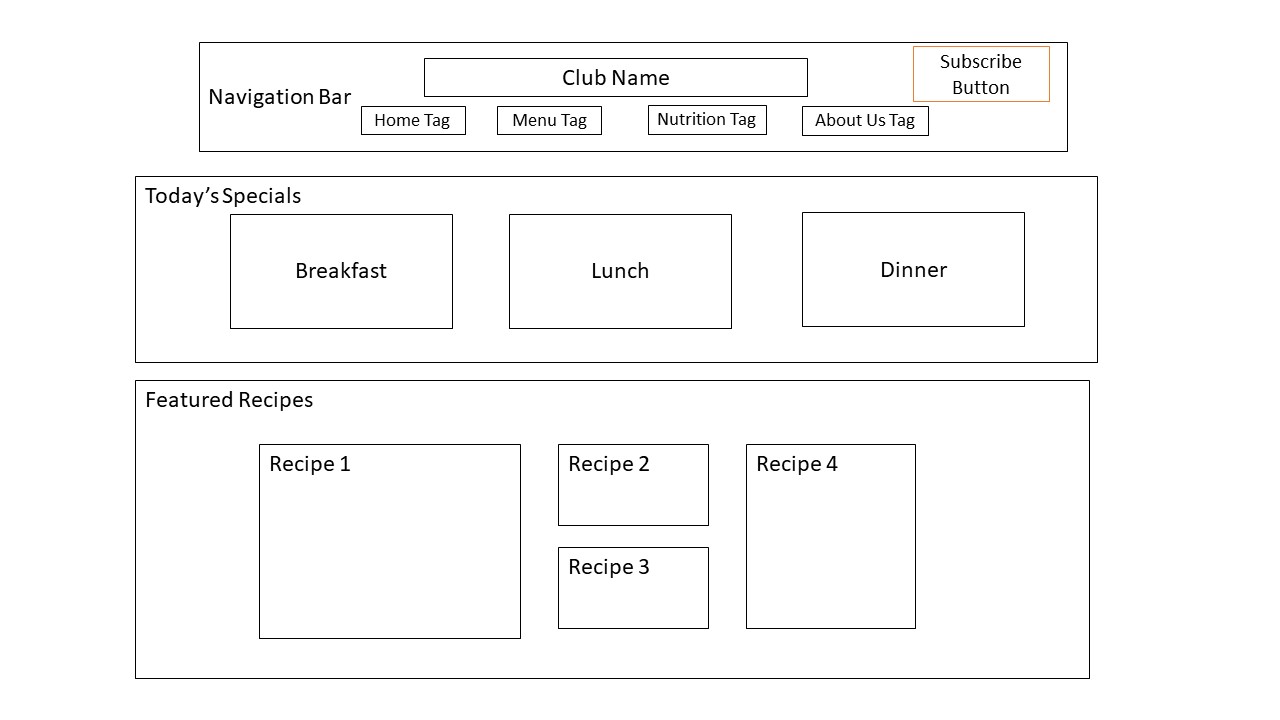 Navigation Bar
Club Name
Subscribe
Button
Home Tag
Menu Tag
Nutrition Tag
About Us Tag
Today’s Specials
Breakfast
Lunch
Dinner
Featured Recipes
Recipe 1
Recipe 2
Recipe 3
Recipe 4